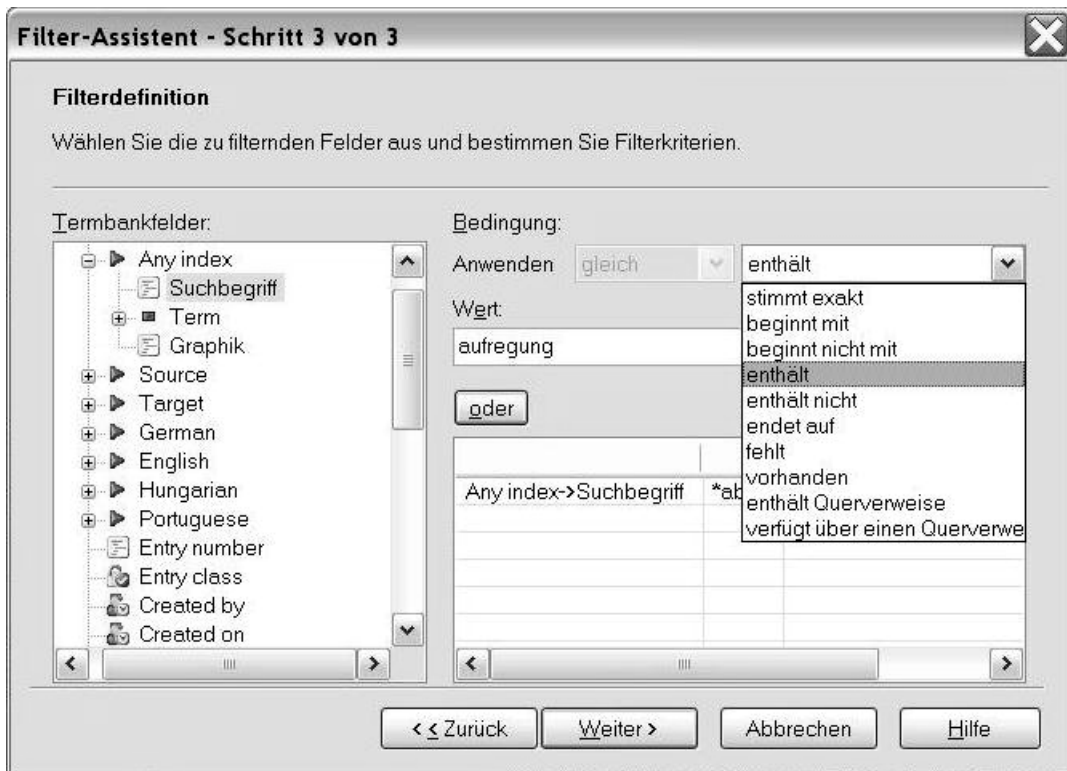 Filter-Assistent - Schritt 3 von 3
Filterdefinition
Wählen Sie die zu filternden Felder aus und bestimmen Sie Filterkriterien.
Termbankfelder:
Any index
Suchbegriff
Term
Graphik
Source
Target
German
English
Hungarian
Portuguese
Entry number
Entry class
Created by
Created on
Bedingung:
Anwenden gleich enthält
stimmt exakt
beginnt mit
beginnt nicht mit
enthält
enthält nicht
endet auf
fehlt
vorhanden
enthält Querverweise
verfügt über einen Querverwe
Wert:
aufregung
oder
Any index->Suchbegriff *ab
< < Zurück Weiter > Abbrechen Hilfe